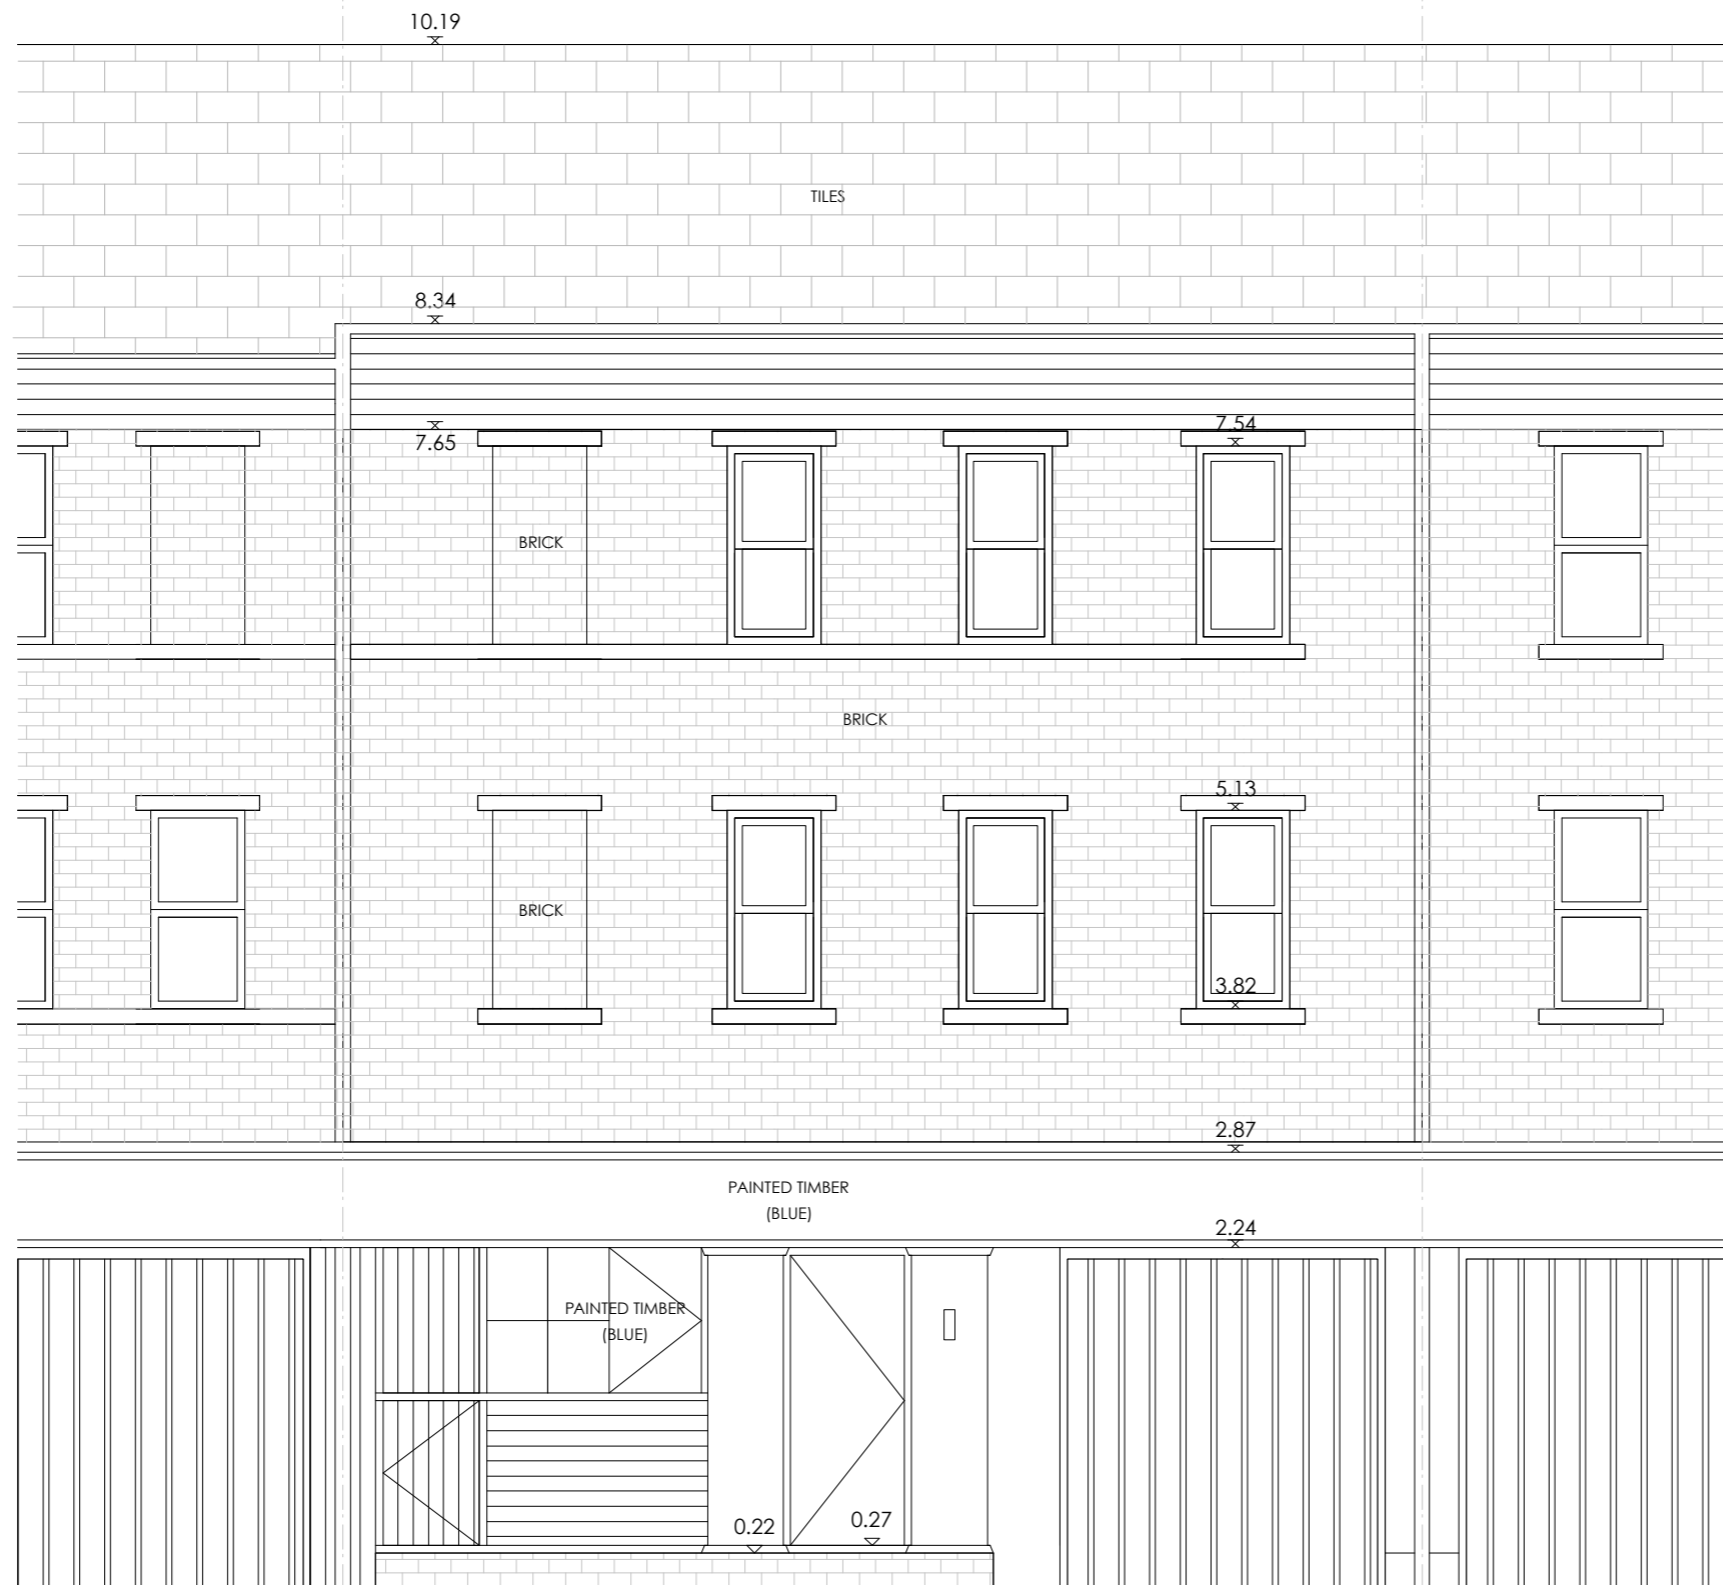 10.19
TILES
8.34
7.65
7.54
BRICK
BRICK
5.13
BRICK
3.82
2.87
PAINTED TIMBER
(BLUE)
2.24
PAINTED TIMBER
(BLUE)
0.22
0.27